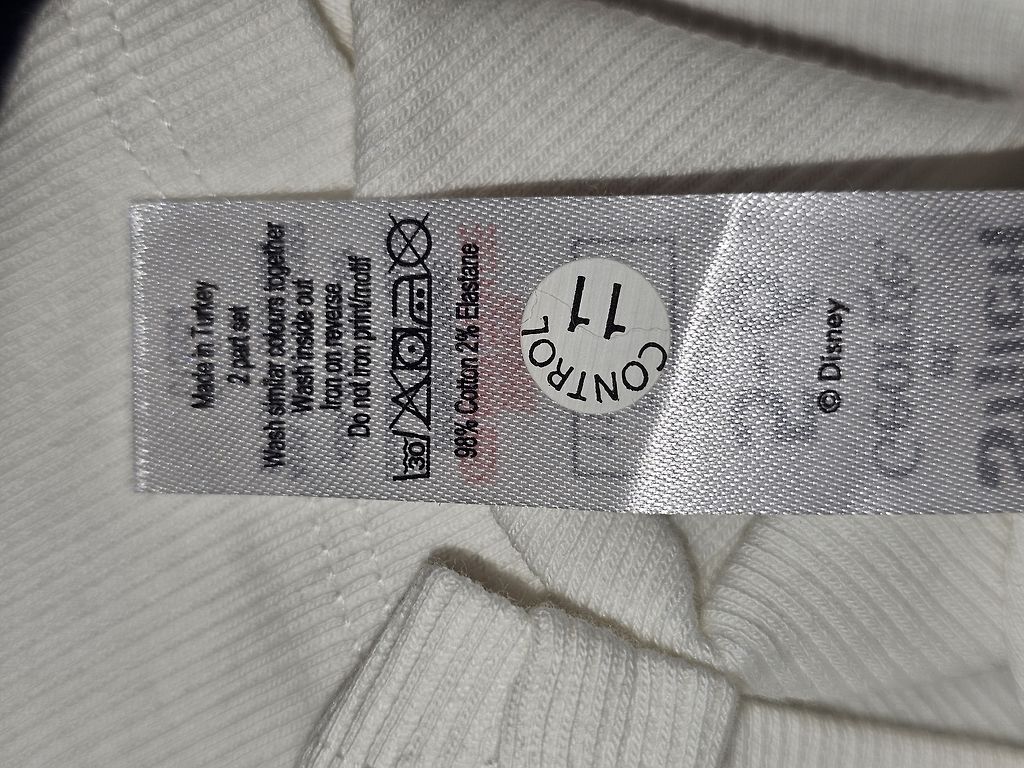 © Disney
CONTROL
11
98% Cotton 2% Elastane
30
Do not iron print/motif
Iron on reverse
Wash inside out
Wash similar colours together
2 part set
Made in Turkey